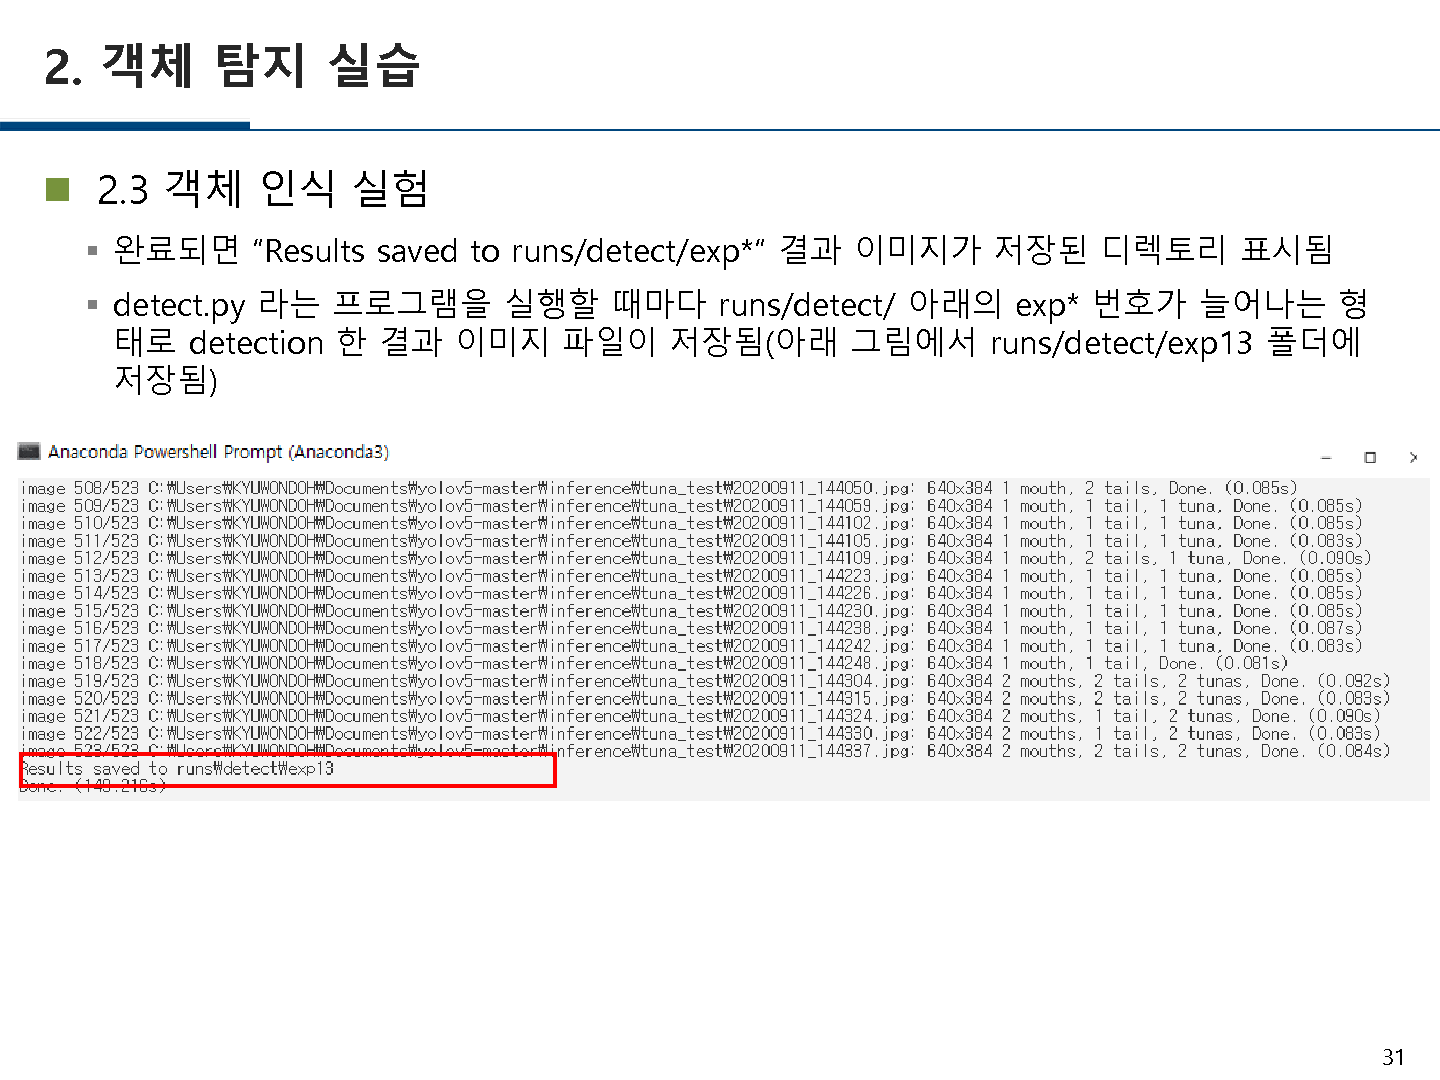 2. 객체 탐지 실습
2.3 객체 인식 실험
완료되면 “Results saved to runs/detect/exp*“ 결과 이미지가 저장된 디렉토리 표시됨
detect.py 라는 프로그램을 실행할 때마다 runs/detect/ 아래의 exp* 번호가 늘어나는 형
태로 detection 한 결과 이미지 파일이 저장됨(아래 그림에서 runs/detect/exp13 폴더에
저장됨)
Anaconda Powershell Prompt (Anaconda3)
image 508/523 C:₩Users₩KYUWONDOH₩Documents₩yolov5-master₩inference₩tuna_test₩20200911_144050.jpg: 640x384 1 mouth, 2 tails, Done. (0.085s)
image 509/523 C:₩Users₩KYUWONDOH₩Documents₩yolov5-master₩inference₩tuna_test₩20200911_144059.jpg: 640x384 1 mouth, 1 tail, 1 tuna, Done. (0.085s)
image 510/523 C:₩Users₩KYUWONDOH₩Documents₩yolov5-master₩inference₩tuna_test₩20200911_144102.jpg: 640x384 1 mouth, 1 tail, 1 tuna, Done. (0.085s)
image 511/523 C:₩Users₩KYUWONDOH₩Documents₩yolov5-master₩inference₩tuna_test₩20200911_144105.jpg: 640x384 1 mouth, 1 tail, 1 tuna, Done. (0.083s)
image 512/523 C:₩Users₩KYUWONDOH₩Documents₩yolov5-master₩inference₩tuna_test₩20200911_144109.jpg: 640x384 1 mouth, 2 tails, 1 tuna, Done. (0.090s)
image 513/523 C:₩Users₩KYUWONDOH₩Documents₩yolov5-master₩inference₩tuna_test₩20200911_144223.jpg: 640x384 1 mouth, 1 tail, 1 tuna, Done. (0.085s)
image 514/523 C:₩Users₩KYUWONDOH₩Documents₩yolov5-master₩inference₩tuna_test₩20200911_144226.jpg: 640x384 1 mouth, 1 tail, 1 tuna, Done. (0.085s)
image 515/523 C:₩Users₩KYUWONDOH₩Documents₩yolov5-master₩inference₩tuna_test₩20200911_144230.jpg: 640x384 1 mouth, 1 tail, 1 tuna, Done. (0.085s)
image 516/523 C:₩Users₩KYUWONDOH₩Documents₩yolov5-master₩inference₩tuna_test₩20200911_144238.jpg: 640x384 1 mouth, 1 tail, 1 tuna, Done. (0.087s)
image 517/523 C:₩Users₩KYUWONDOH₩Documents₩yolov5-master₩inference₩tuna_test₩20200911_144242.jpg: 640x384 1 mouth, 1 tail, 1 tuna, Done. (0.083s)
image 518/523 C:₩Users₩KYUWONDOH₩Documents₩yolov5-master₩inference₩tuna_test₩20200911_144248.jpg: 640x384 1 mouth, 1 tail, Done. (0.081s)
image 519/523 C:₩Users₩KYUWONDOH₩Documents₩yolov5-master₩inference₩tuna_test₩20200911_144304.jpg: 640x384 2 mouths, 2 tails, 2 tunas, Done. (0.092s)
image 520/523 C:₩Users₩KYUWONDOH₩Documents₩yolov5-master₩inference₩tuna_test₩20200911_144315.jpg: 640x384 2 mouths, 2 tails, 2 tunas, Done. (0.083s)
image 521/523 C:₩Users₩KYUWONDOH₩Documents₩yolov5-master₩inference₩tuna_test₩20200911_144324.jpg: 640x384 2 mouths, 1 tail, 2 tunas, Done. (0.090s)
image 522/523 C:₩Users₩KYUWONDOH₩Documents₩yolov5-master₩inference₩tuna_test₩20200911_144330.jpg: 640x384 2 mouths, 1 tail, 2 tunas, Done. (0.083s)
image 523/523 C:₩Users₩KYUWONDOH₩Documents₩yolov5-master₩inference₩tuna_test₩20200911_144337.jpg: 640x384 2 mouths, 2 tails, 2 tunas, Done. (0.084s)
Results saved to runs₩detect₩exp13
Done. (148.216s)
31